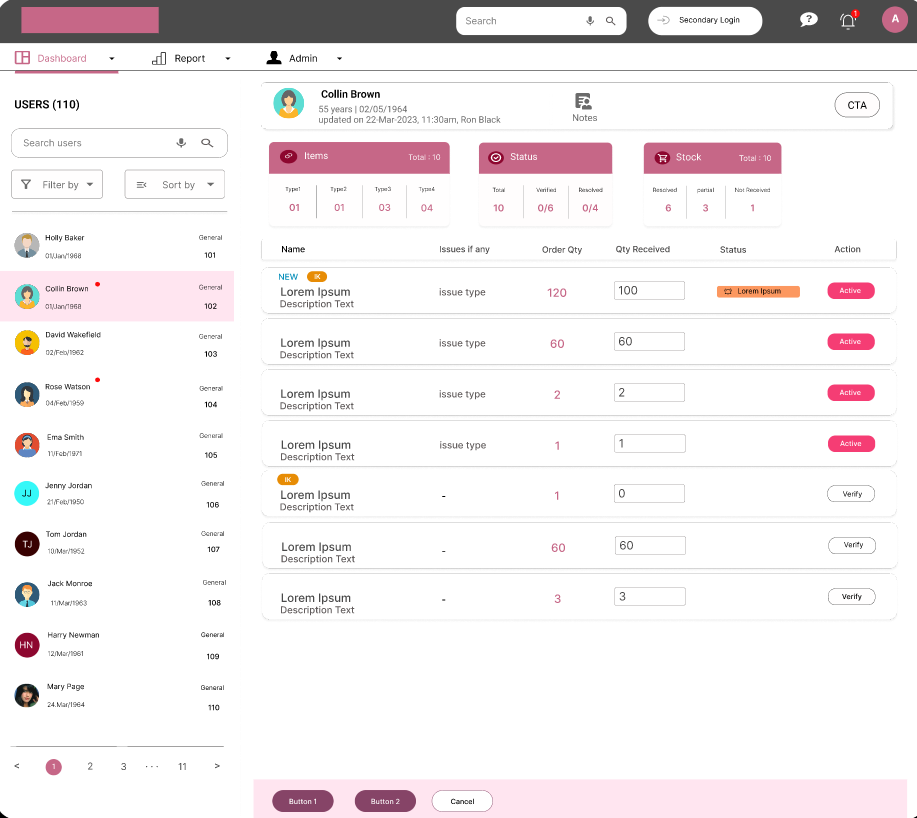 Search
Secondary Login
?
1
A
Dashboard
Report
Admin
USERS (110)
Search users
Filter by
Sort by
Holly Baker General
01/Jan/1968 101
Collin Brown General
01/Jan/1968 102
David Wakefield General
02/Feb/1962 103
Rose Watson General
04/Feb/1959 104
Ema Smith General
11/Feb/1971 105
JJ Jenny Jordan General
21/Feb/1950 106
TJ Tom Jordan General
10/Mar/1952 107
Jack Monroe General
11/Mar/1963 108
HN Harry Newman General
12/Mar/1961 109
Mary Page General
24.Mar/1964 110
< 1 2 3 ... 11 >
Collin Brown
55 years | 02/05/1964
updated on 22-Mar-2023, 11:30am, Ron Black
Notes
CTA
Items Total : 10
Type1 Type2 Type3 Type4
01 01 03 04
Status
Total Verified Resolved
10 0/6 0/4
Stock Total : 10
Resolved partial Not Received
6 3 1
Name Issues if any Order Qty Qty Received Status Action
NEW IK
Lorem Ipsum issue type 120 100 Lorem Ipsum Active
Description Text
Lorem Ipsum issue type 60 60 Active
Description Text
Lorem Ipsum issue type 2 2 Active
Description Text
Lorem Ipsum issue type 1 1 Active
Description Text
IK
Lorem Ipsum - 1 0 Verify
Description Text
Lorem Ipsum - 60 60 Verify
Description Text
Lorem Ipsum - 3 3 Verify
Description Text
Button 1 Button 2 Cancel